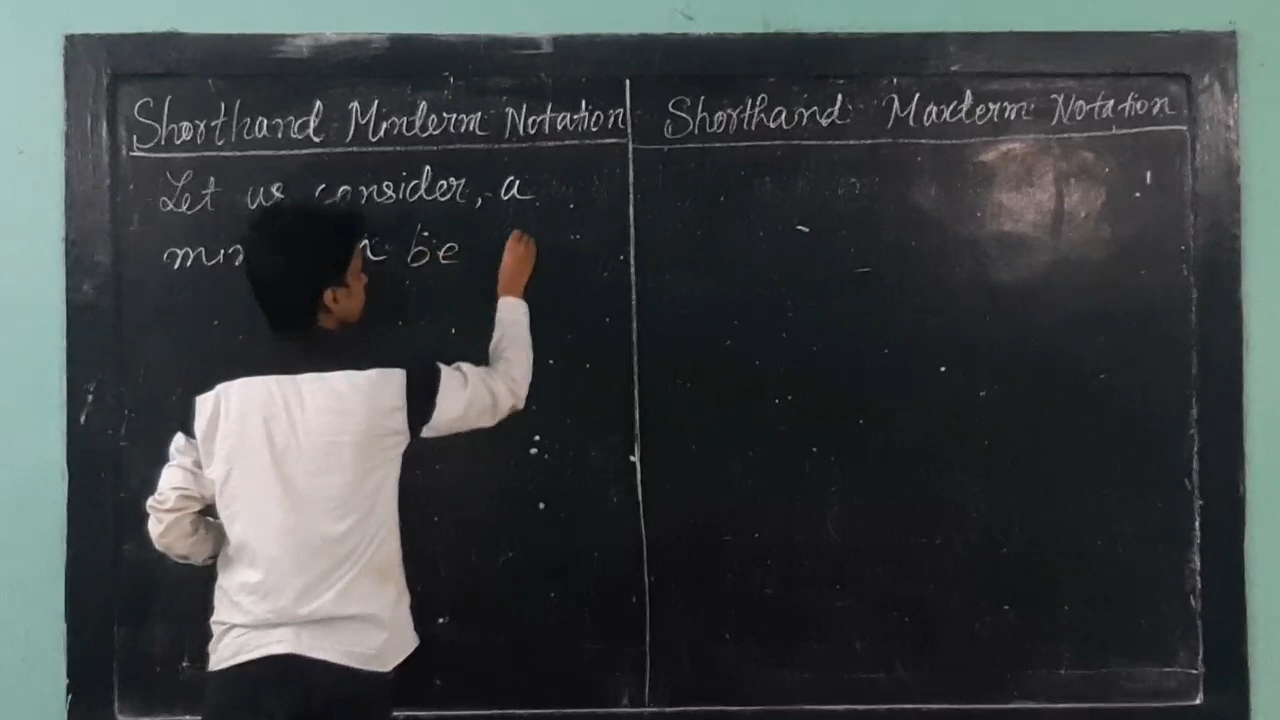 Shorthand Minterm Notation
Let us consider, a
be
Shorthand Maxterm Notation